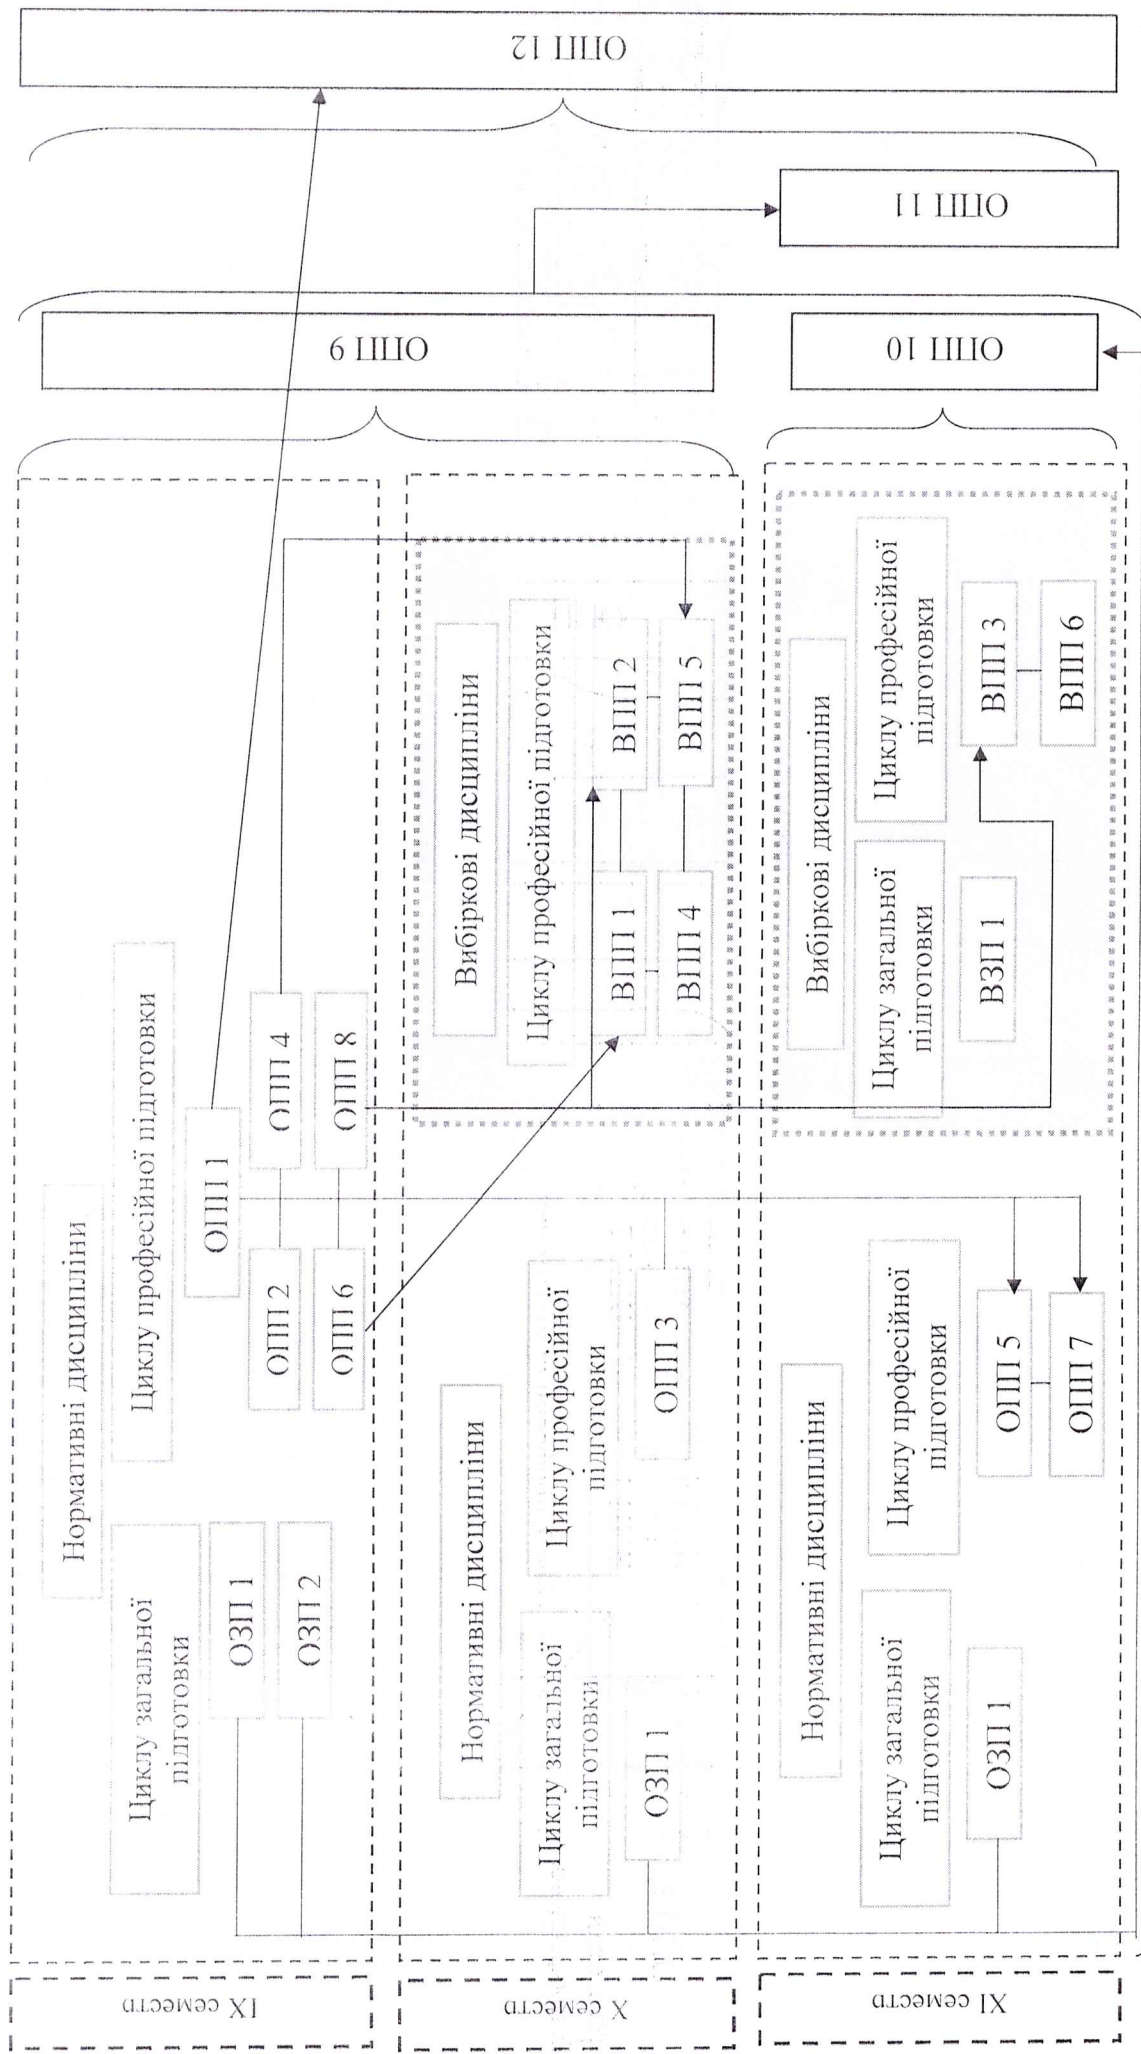 IX семестр
Нормативні дисципліни
Циклу загальної
підготовки
ОЗП 1
ОЗП 2
Циклу професійної підготовки
ОПП 1
ОПП 2
ОПП 4
ОПП 6
ОПП 8
X семестр
Нормативні дисципліни
Циклу загальної
підготовки
ОЗП 1
Циклу професійної
підготовки
ОПП 3
Вибіркові дисципліни
Циклу професійної підготовки
ВПП 1
ВПП 2
ВПП 4
ВПП 5
XI семестр
Нормативні дисципліни
Циклу загальної
підготовки
ОЗП 1
Циклу професійної
підготовки
ОПП 5
ОПП 7
Вибіркові дисципліни
Циклу загальної
підготовки
ВЗП 1
Циклу професійної
підготовки
ВПП 3
ВПП 6
ОПП 9
ОПП 10
ОПП 11
ОПП 12